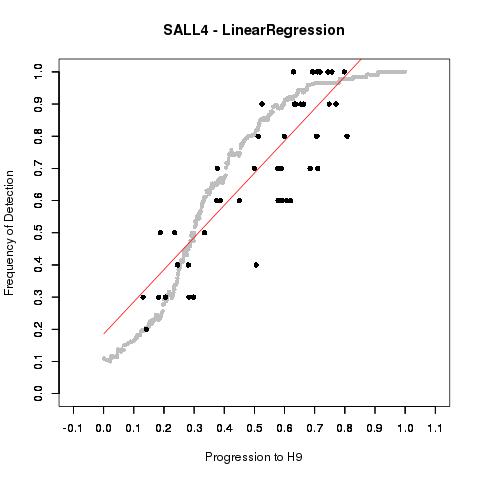 SALL4 - LinearRegression
1.0
0.9
0.8
0.7
0.6
0.5
0.4
0.3
0.2
0.1
0.0
Frequency of Detection
-0.1 0.0 0.1 0.2 0.3 0.4 0.5 0.6 0.7 0.8 0.9 1.0 1.1
Progression to H9